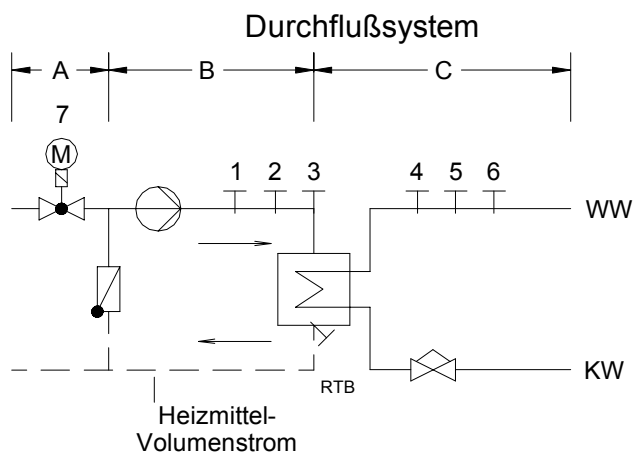 Durchflußsystem
A B C
7
M
1 2 3 4 5 6
WW
RTB
KW
Heizmittel-
Volumenstrom